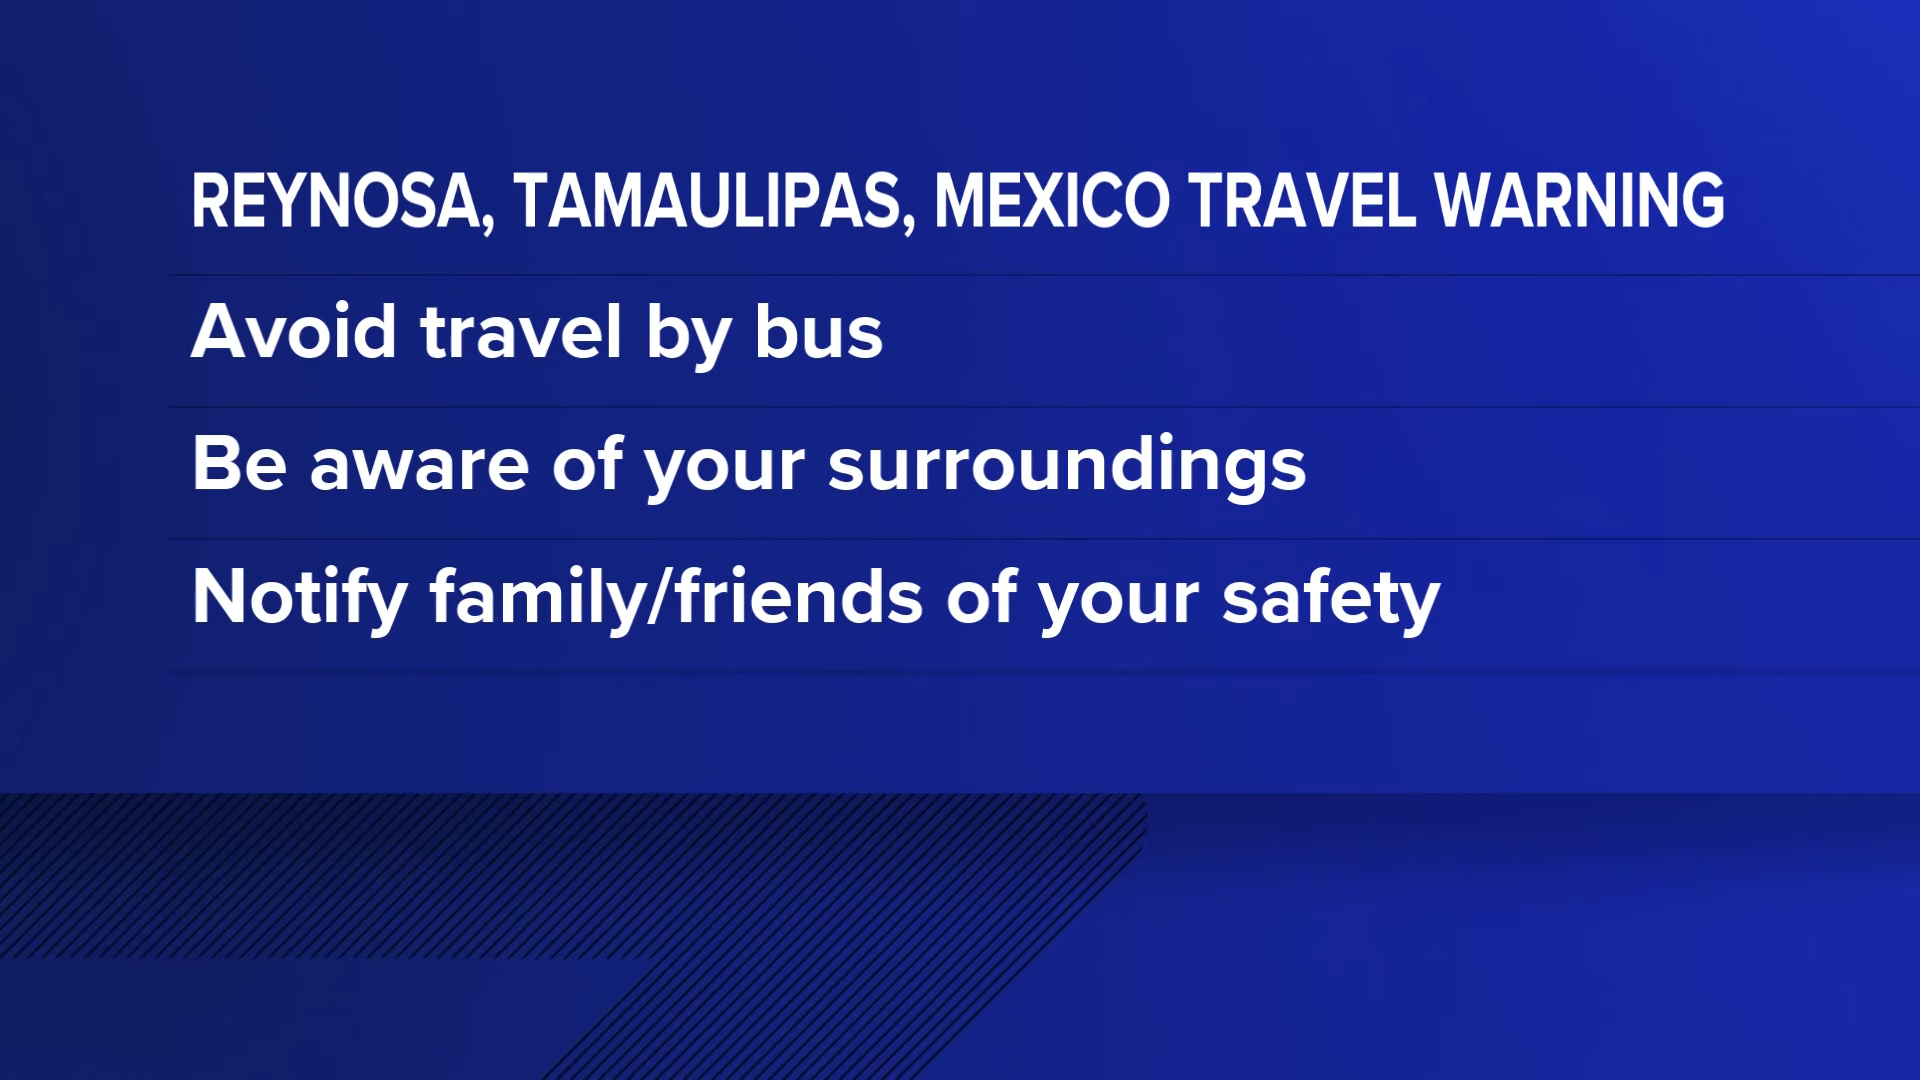 REYNOSA, TAMAULIPAS, MEXICO TRAVEL WARNING
Avoid travel by bus
Be aware of your surroundings
Notify family/friends of your safety